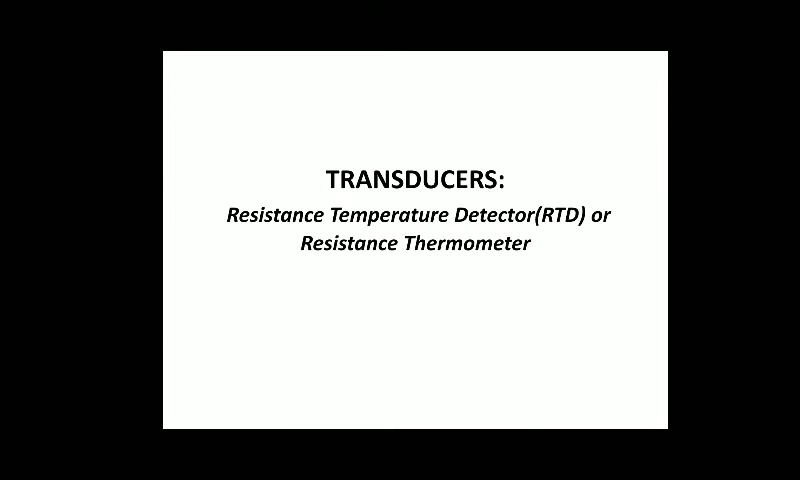 TRANSDUCERS:
Resistance Temperature Detector(RTD) or
Resistance Thermometer